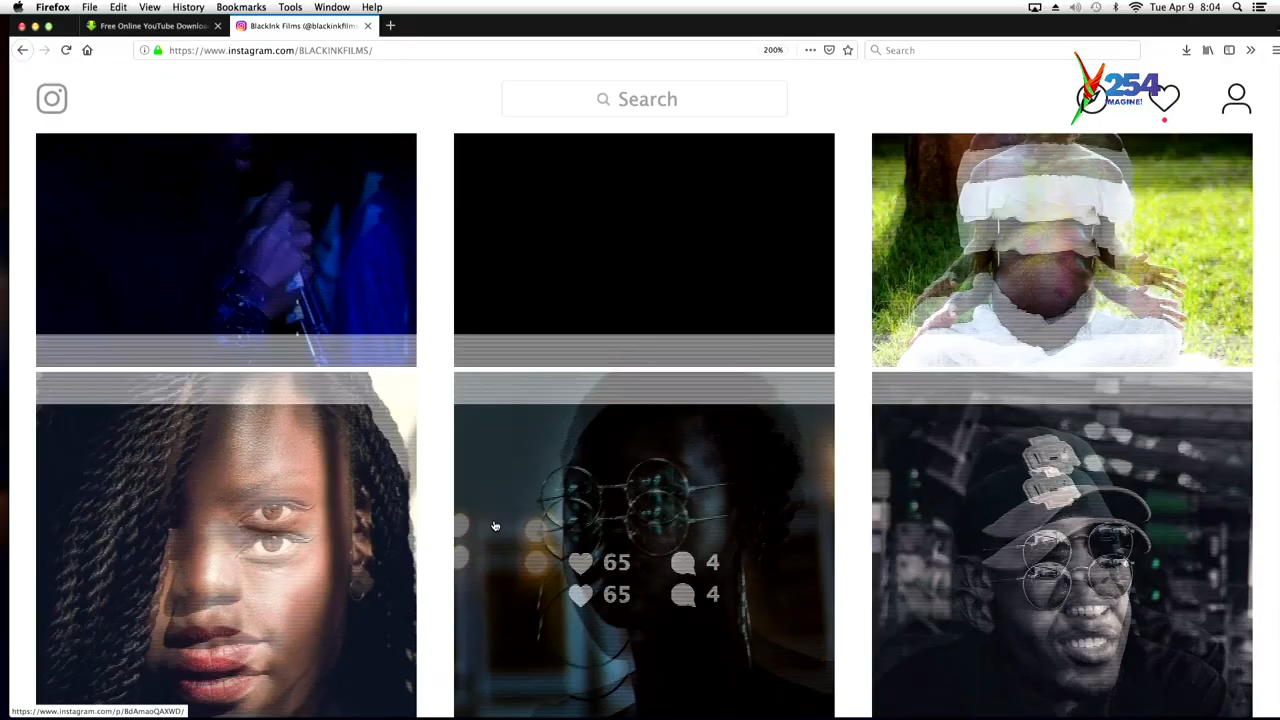 Firefox File Edit View History Bookmarks Tools Window Help Tue Apr 9 8:04
Free Online YouTube Downloa
BlackInk Films (@blackinkfilms
https://www.instagram.com/BLACKINKFILMS/
200%
Search
Search
254
IMAGINE!
65 4
65 4
https://www.instagram.com/p/BdAmaoQAXWD/